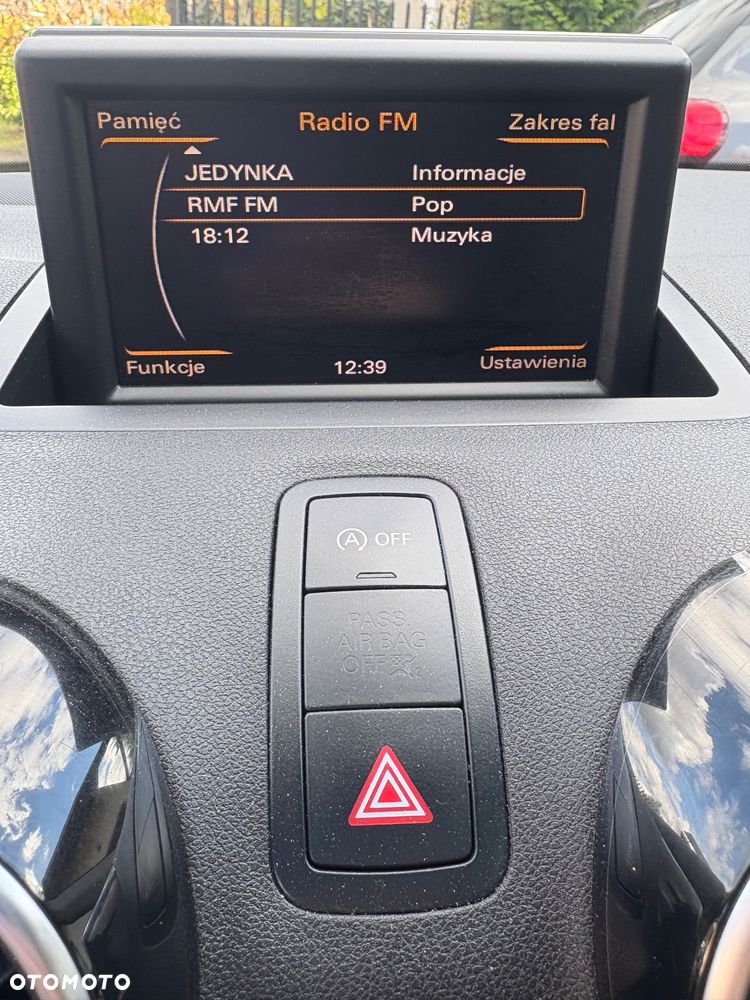 Pamięć Radio FM Zakres fal
JEDYNKA Informacje
RMF FM Pop
18:12 Muzyka
Funkcje 12:39 Ustawienia
A OFF
PASS.
AIR BAG
OFF 2
OTOMOTO